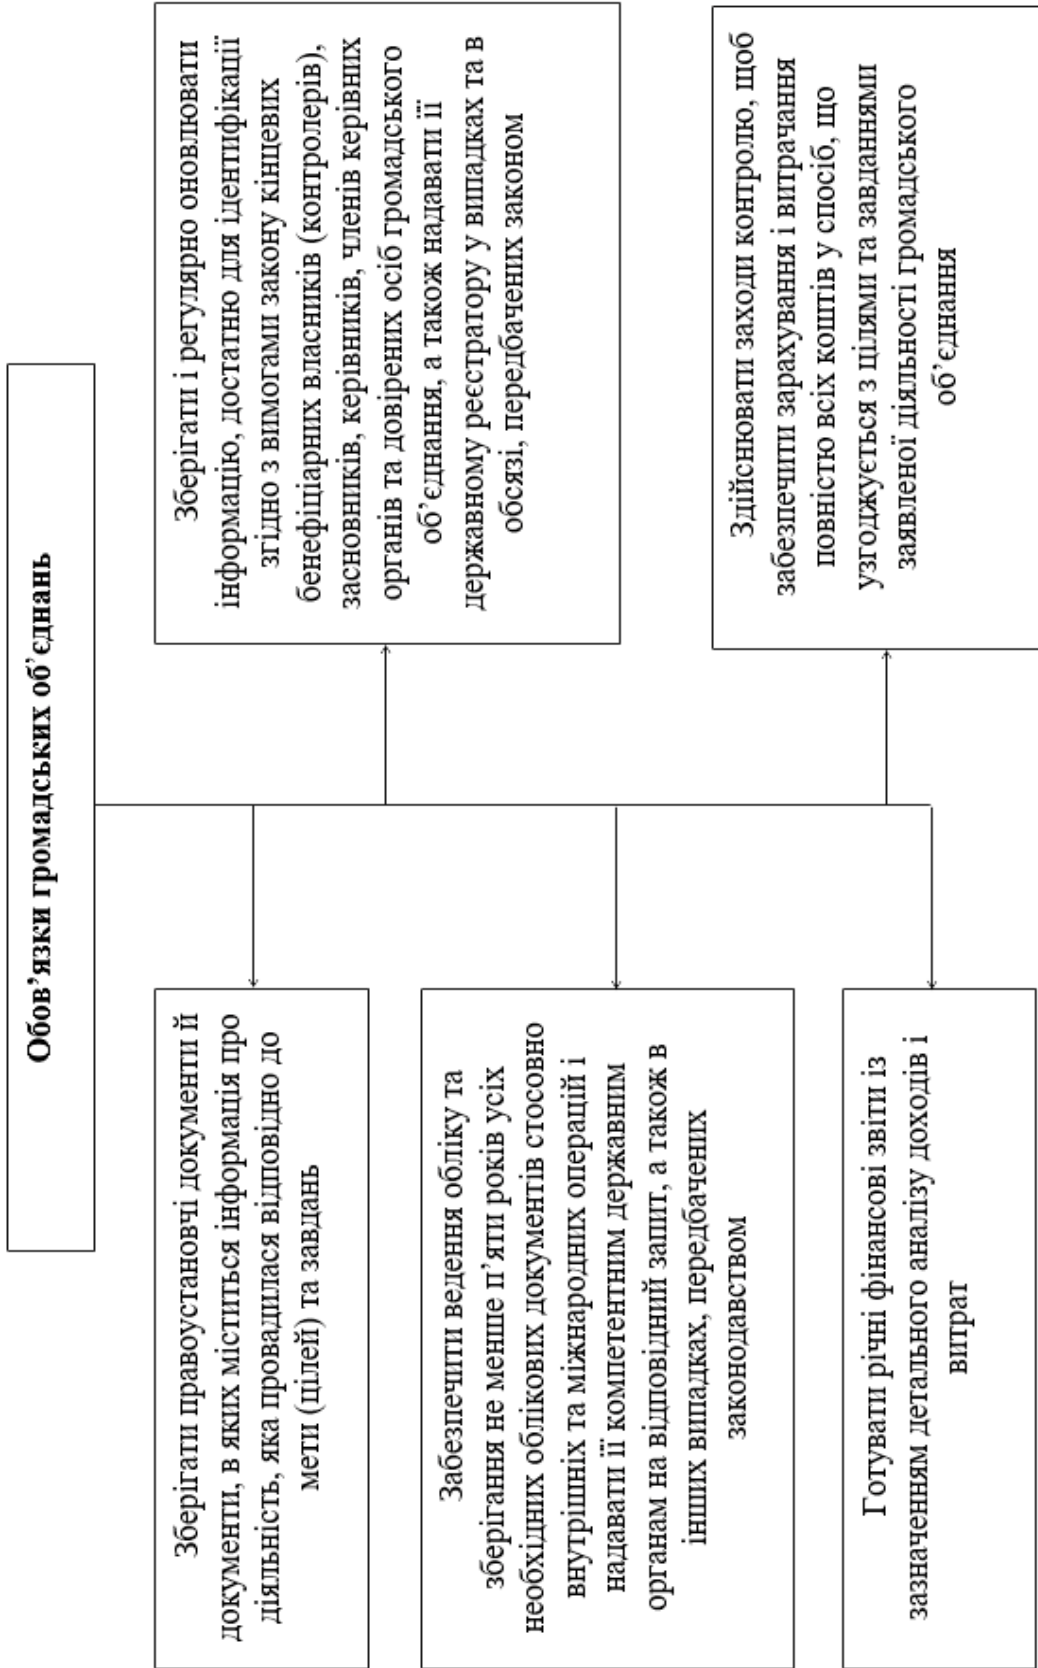 Обов’язки громадських об’єднань
Зберігати правоустановчі документи й
документи, в яких міститься інформація про
діяльність, яка провадилася відповідно до
мети (цілей) та завдань
Зберігати і регулярно оновлювати
інформацію, достатню для ідентифікації
згідно з вимогами закону кінцевих
бенефіціарних власників (контролерів),
засновників, керівників, членів керівних
органів та довірених осіб громадського
об’єднання, а також надавати її
державному реєстратору у випадках та в
обсязі, передбачених законом
Забезпечити ведення обліку та
зберігання не менше п’яти років усіх
необхідних облікових документів стосовно
внутрішніх та міжнародних операцій і
надавати її компетентним державним
органам на відповідний запит, а також в
інших випадках, передбачених
законодавством
Здійснювати заходи контролю, щоб
забезпечити зарахування і витрачання
повністю всіх коштів у спосіб, що
узгоджується з цілями та завданнями
заявленої діяльності громадського
об’єднання
Готувати річні фінансові звіти із
зазначенням детального аналізу доходів і
витрат